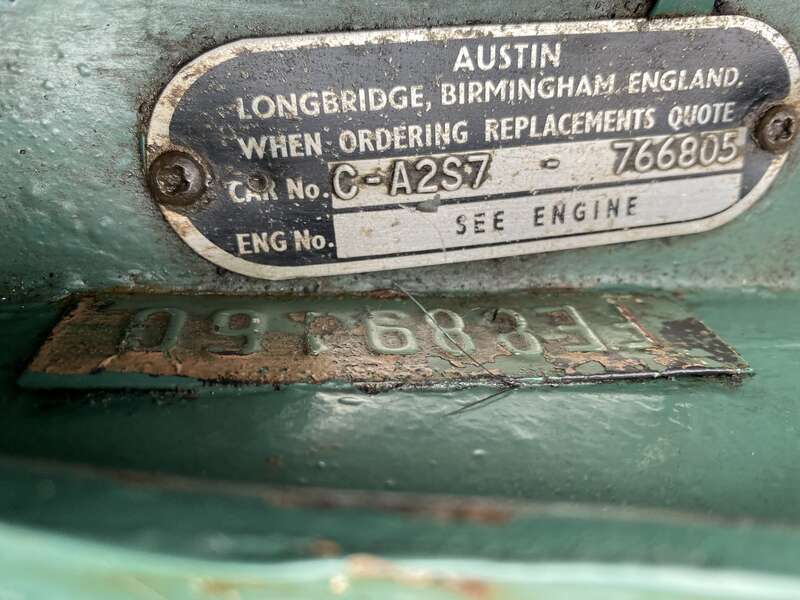 AUSTIN
LONGBRIDGE, BIRMINGHAM, ENGLAND.
WHEN ORDERING REPLACEMENTS QUOTE
CAR No. C-A2S7 - 766805
ENG No. SEE ENGINE